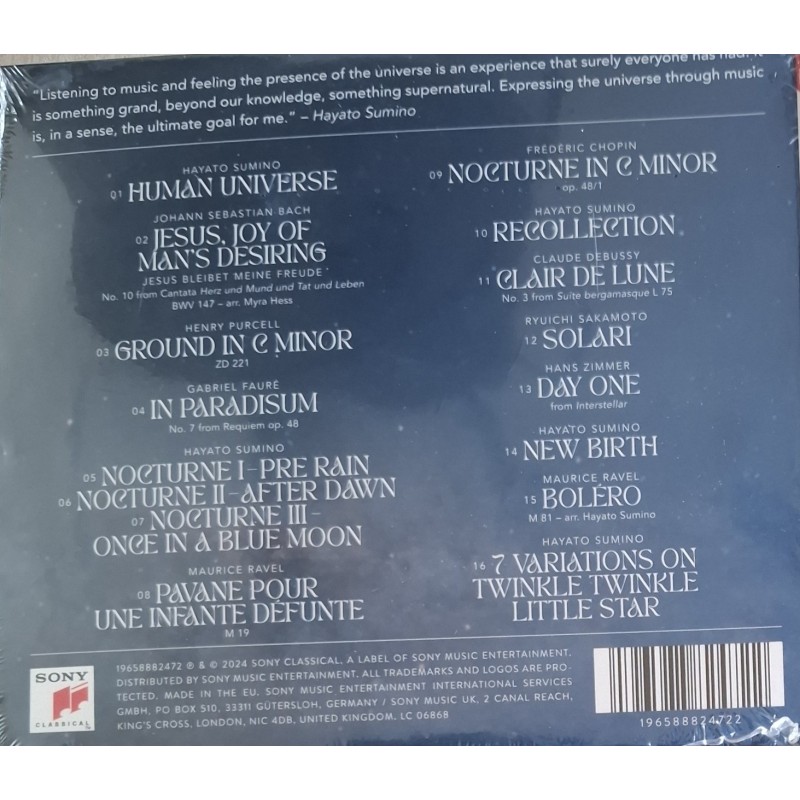 "Listening to music and feeling the presence of the universe is an experience that surely everyone has had. It
is something grand, beyond our knowledge, something supernatural. Expressing the universe through music
is, in a sense, the ultimate goal for me." – Hayato Sumino
HAYATO SUMINO
01 HUMAN UNIVERSE
JOHANN SEBASTIAN BACH
02 JESUS, JOY OF
MAN'S DESIRING
JESUS BLEIBET MEINE FREUDE
No. 10 from Cantata Herz und Mund und Tat und Leben
BWV 147 – arr. Myra Hess
HENRY PURCELL
03 GROUND IN C MINOR
ZD 221
GABRIEL FAURÉ
04 IN PARADISUM
No. 7 from Requiem op. 48
HAYATO SUMINO
05 NOCTURNE I – PRE RAIN
06 NOCTURNE II – AFTER DAWN
07 NOCTURNE III –
ONCE IN A BLUE MOON
MAURICE RAVEL
08 PAVANE POUR
UNE INFANTE DÉFUNTE
M 19
FRÉDÉRIC CHOPIN
09 NOCTURNE IN C MINOR
op. 48/1
HAYATO SUMINO
10 RECOLLECTION
CLAUDE DEBUSSY
11 CLAIR DE LUNE
No. 3 from Suite bergamasque L 75
RYUICHI SAKAMOTO
12 SOLARI
HANS ZIMMER
13 DAY ONE
from Interstellar
HAYATO SUMINO
14 NEW BIRTH
MAURICE RAVEL
15 BOLÉRO
M 81 – arr. Hayato Sumino
HAYATO SUMINO
16 7 VARIATIONS ON
TWINKLE TWINKLE
LITTLE STAR
SONY
CLASSICAL
19658882472 ℗ & © 2024 SONY CLASSICAL. A LABEL OF SONY MUSIC ENTERTAINMENT.
DISTRIBUTED BY SONY MUSIC ENTERTAINMENT. ALL TRADEMARKS AND LOGOS ARE PRO-
TECTED. MADE IN THE EU. SONY MUSIC ENTERTAINMENT INTERNATIONAL SERVICES
GMBH, PO BOX 510, 33311 GÜTERSLOH, GERMANY / SONY MUSIC UK, 2 CANAL REACH,
KING'S CROSS, LONDON, N1C 4DB, UNITED KINGDOM. LC 06868
196588824722